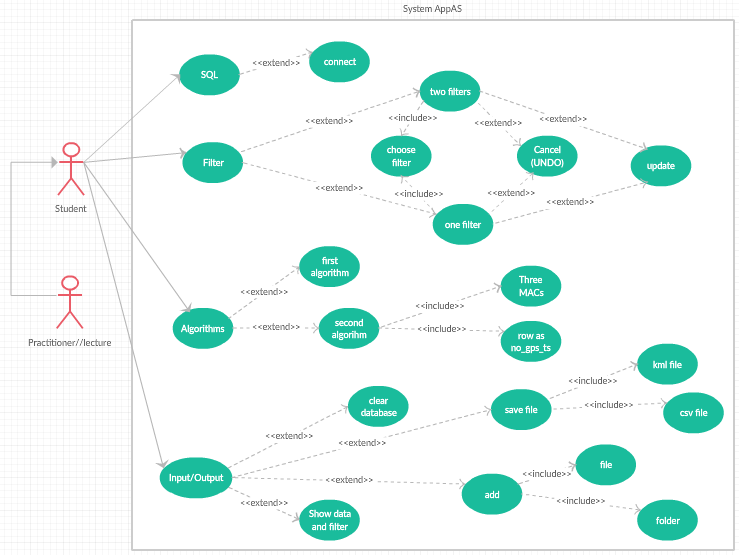 System AppAS
SQL
<<extend>>
connect
two filters
<<extend>>
<<include>>
<<extend>>
<<extend>>
Filter
choose
filter
Cancel
(UNDO)
update
<<extend>>
<<include>>
<<extend>>
<<extend>>
one filter
Student
first
algorithm
<<extend>>
Three
MACs
<<include>>
Algorithms
<<extend>>
second
algorihm
<<include>>
row as
no_gps_ts
Practitioner//lecture
kml file
<<include>>
clear
database
save file
<<include>>
csv file
<<extend>>
<<extend>>
Input/Output
<<extend>>
add
<<include>>
file
<<include>>
folder
<<extend>>
Show data
and filter